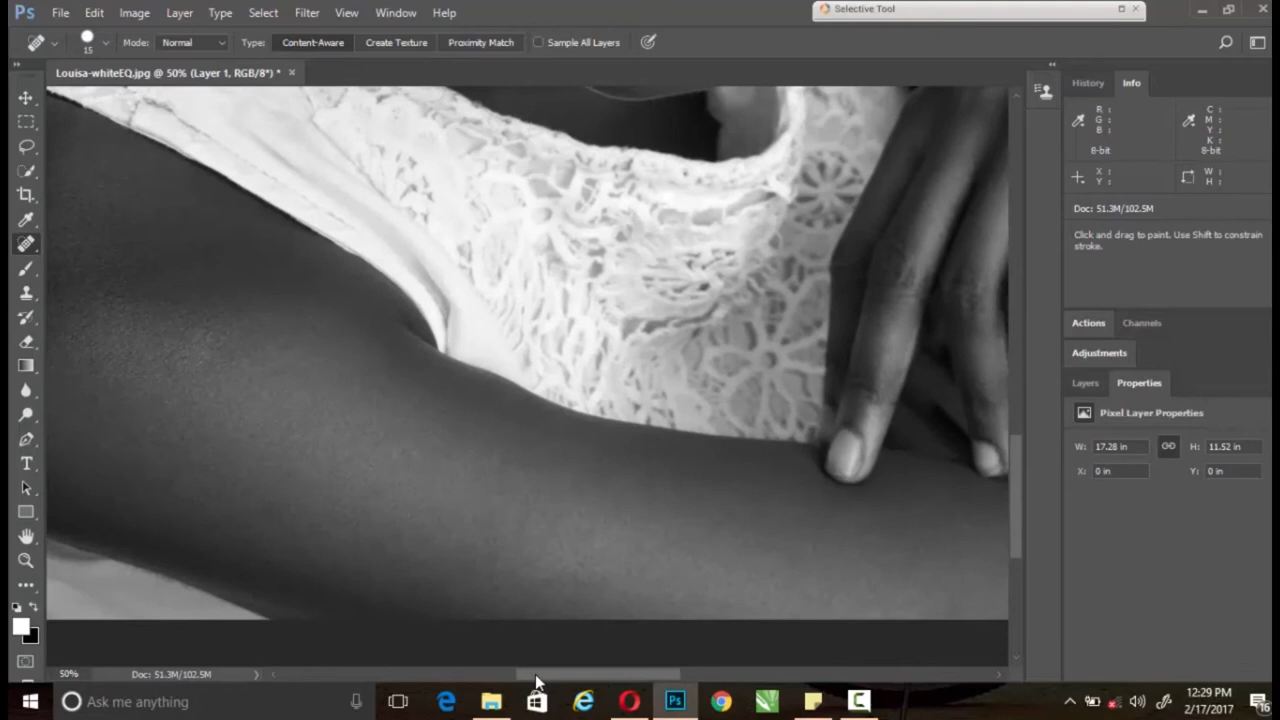 Ps File Edit Image Layer Type Select Filter View Window Help
Selective Tool
15 Mode: Normal Type: Content-Aware Create Texture Proximity Match Sample All Layers
Louisa-whiteEQ.jpg @ 50% (Layer 1, RGB/8*) *
History Info
R: C:
G: M:
B: Y:
K:
8-bit 8-bit
X: W:
Y: H:
Doc: 51.3M/102.5M
Click and drag to paint. Use Shift to constrain
stroke.
Actions Channels
Adjustments
Layers Properties
Pixel Layer Properties
W: 17.28 in H: 11.52 in
X: 0 in Y: 0 in
50% Doc: 51.3M/102.5M
Ask me anything
Ps
12:29 PM
2/17/2017
16